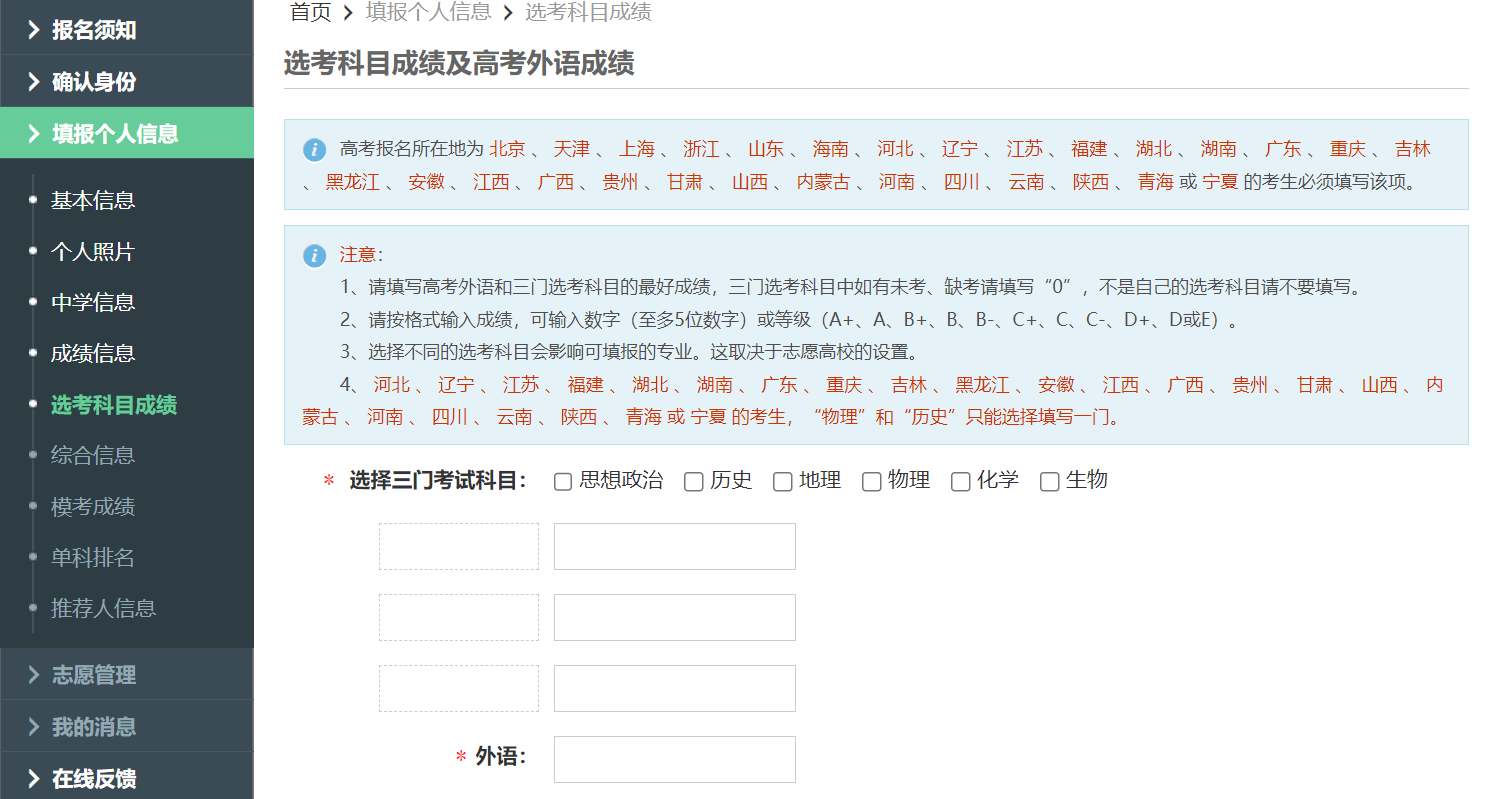 报名须知
确认身份
填报个人信息
基本信息
个人照片
中学信息
成绩信息
选考科目成绩
综合信息
模考成绩
单科排名
推荐人信息
志愿管理
我的消息
在线反馈
首页 > 填报个人信息 > 选考科目成绩
选考科目成绩及高考外语成绩
高考报名所在地为 北京 、 天津 、 上海 、 浙江 、 山东 、 海南 、 河北 、 辽宁 、 江苏 、 福建 、 湖北 、 湖南 、 广东 、 重庆 、 吉林
、 黑龙江 、 安徽 、 江西 、 广西 、 贵州 、 甘肃 、 山西 、 内蒙古 、 河南 、 四川 、 云南 、 陕西 、 青海 或 宁夏 的考生必须填写该项。
注意：
1、请填写高考外语和三门选考科目的最好成绩，三门选考科目中如有未考、缺考请填写“0”，不是自己的选考科目请不要填写。
2、请按格式输入成绩，可输入数字（至多5位数字）或等级（A+、A、B+、B、B-、C+、C、C-、D+、D或E）。
3、选择不同的选考科目会影响可填报的专业。这取决于志愿高校的设置。
4、 河北 、 辽宁 、 江苏 、 福建 、 湖北 、 湖南 、 广东 、 重庆 、 吉林 、 黑龙江 、 安徽 、 江西 、 广西 、 贵州 、 甘肃 、 山西 、 内
蒙古 、 河南 、 四川 、 云南 、 陕西 、 青海 或 宁夏 的考生，“物理”和“历史”只能选择填写一门。
* 选择三门考试科目： 思想政治 历史 地理 物理 化学 生物
* 外语：